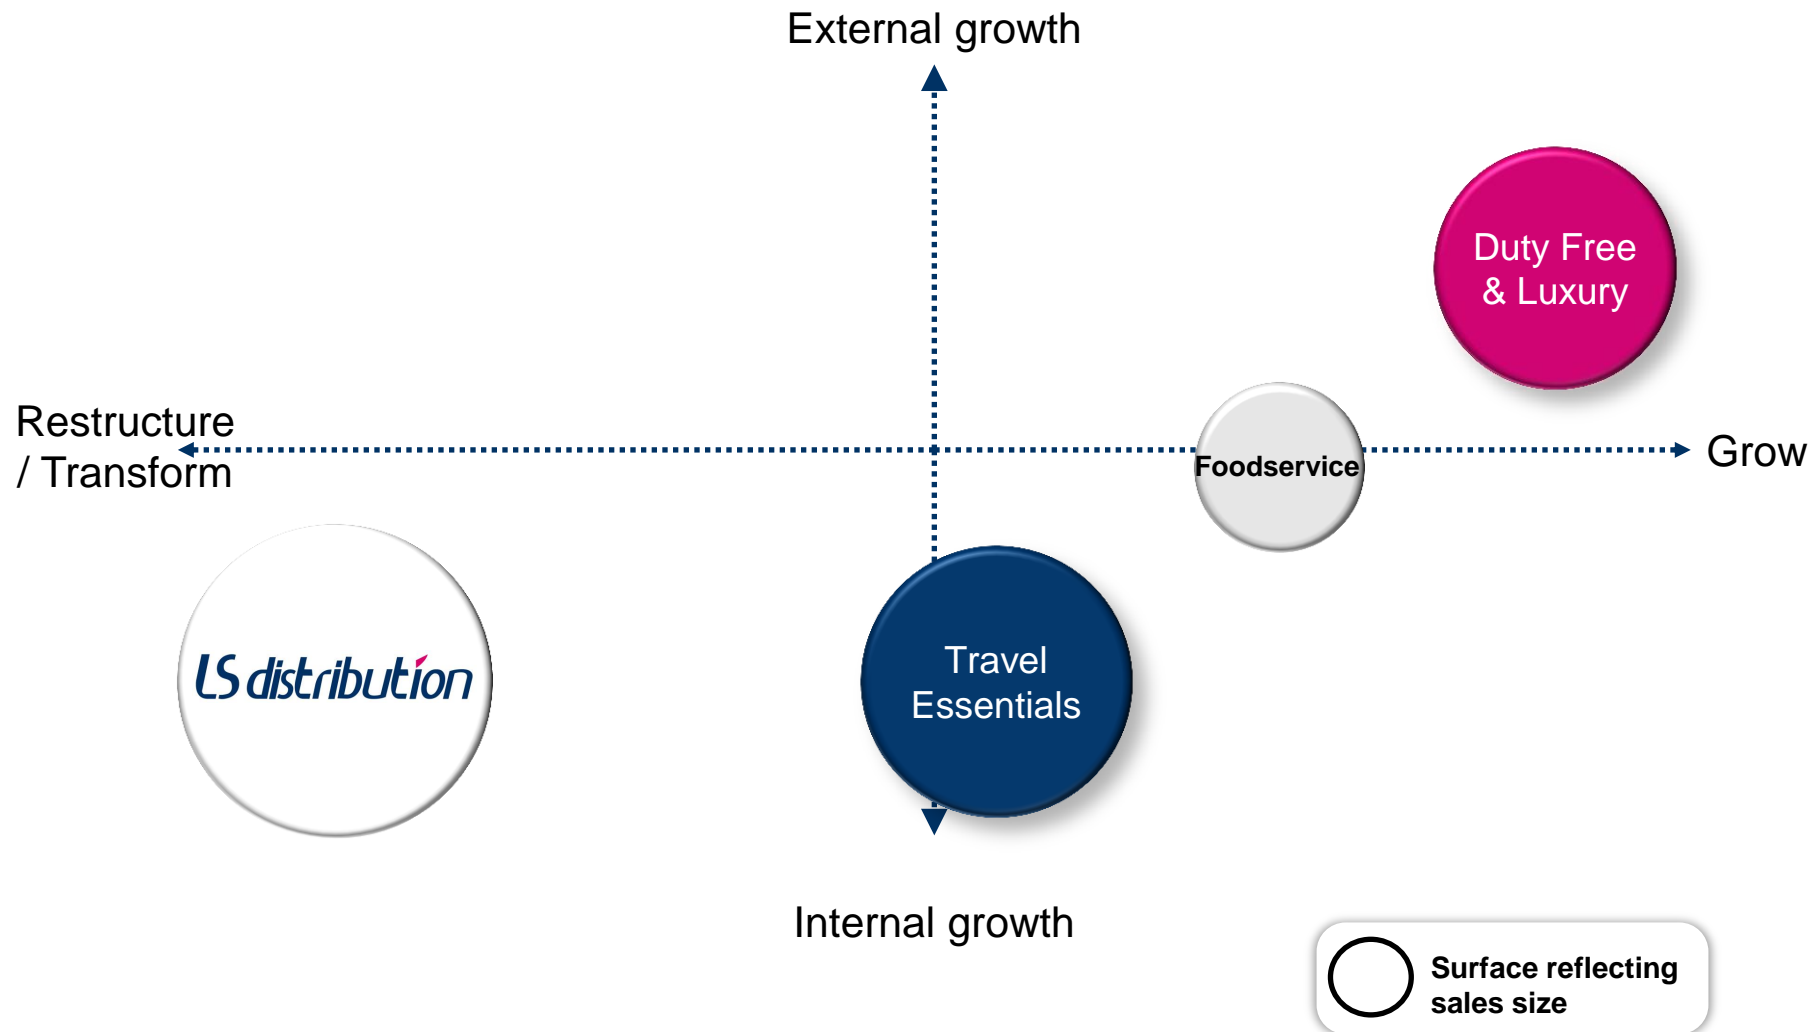 External growth
Duty Free
& Luxury
Restructure
/ Transform
Grow
Foodservice
LS distribution
Travel
Essentials
Internal growth
Surface reflecting
sales size